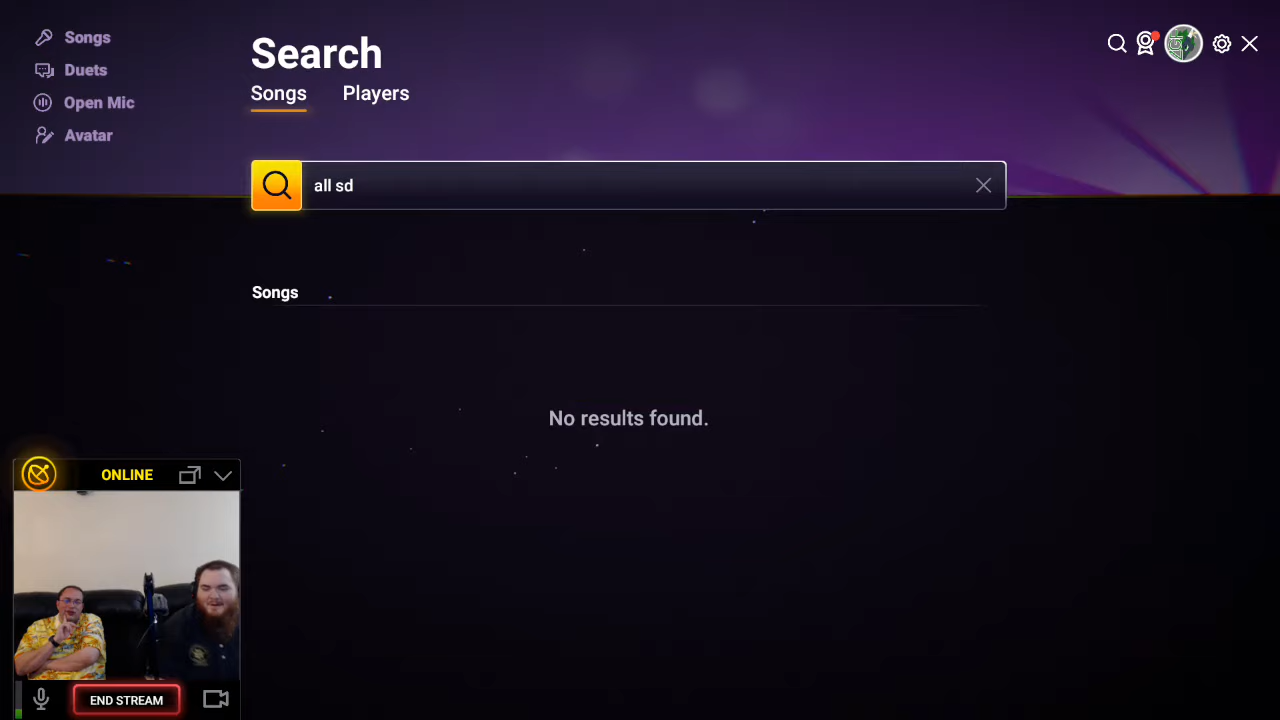 Songs
Duets
Open Mic
Avatar
Search
Songs Players
all sd
Songs
No results found.
ONLINE
END STREAM